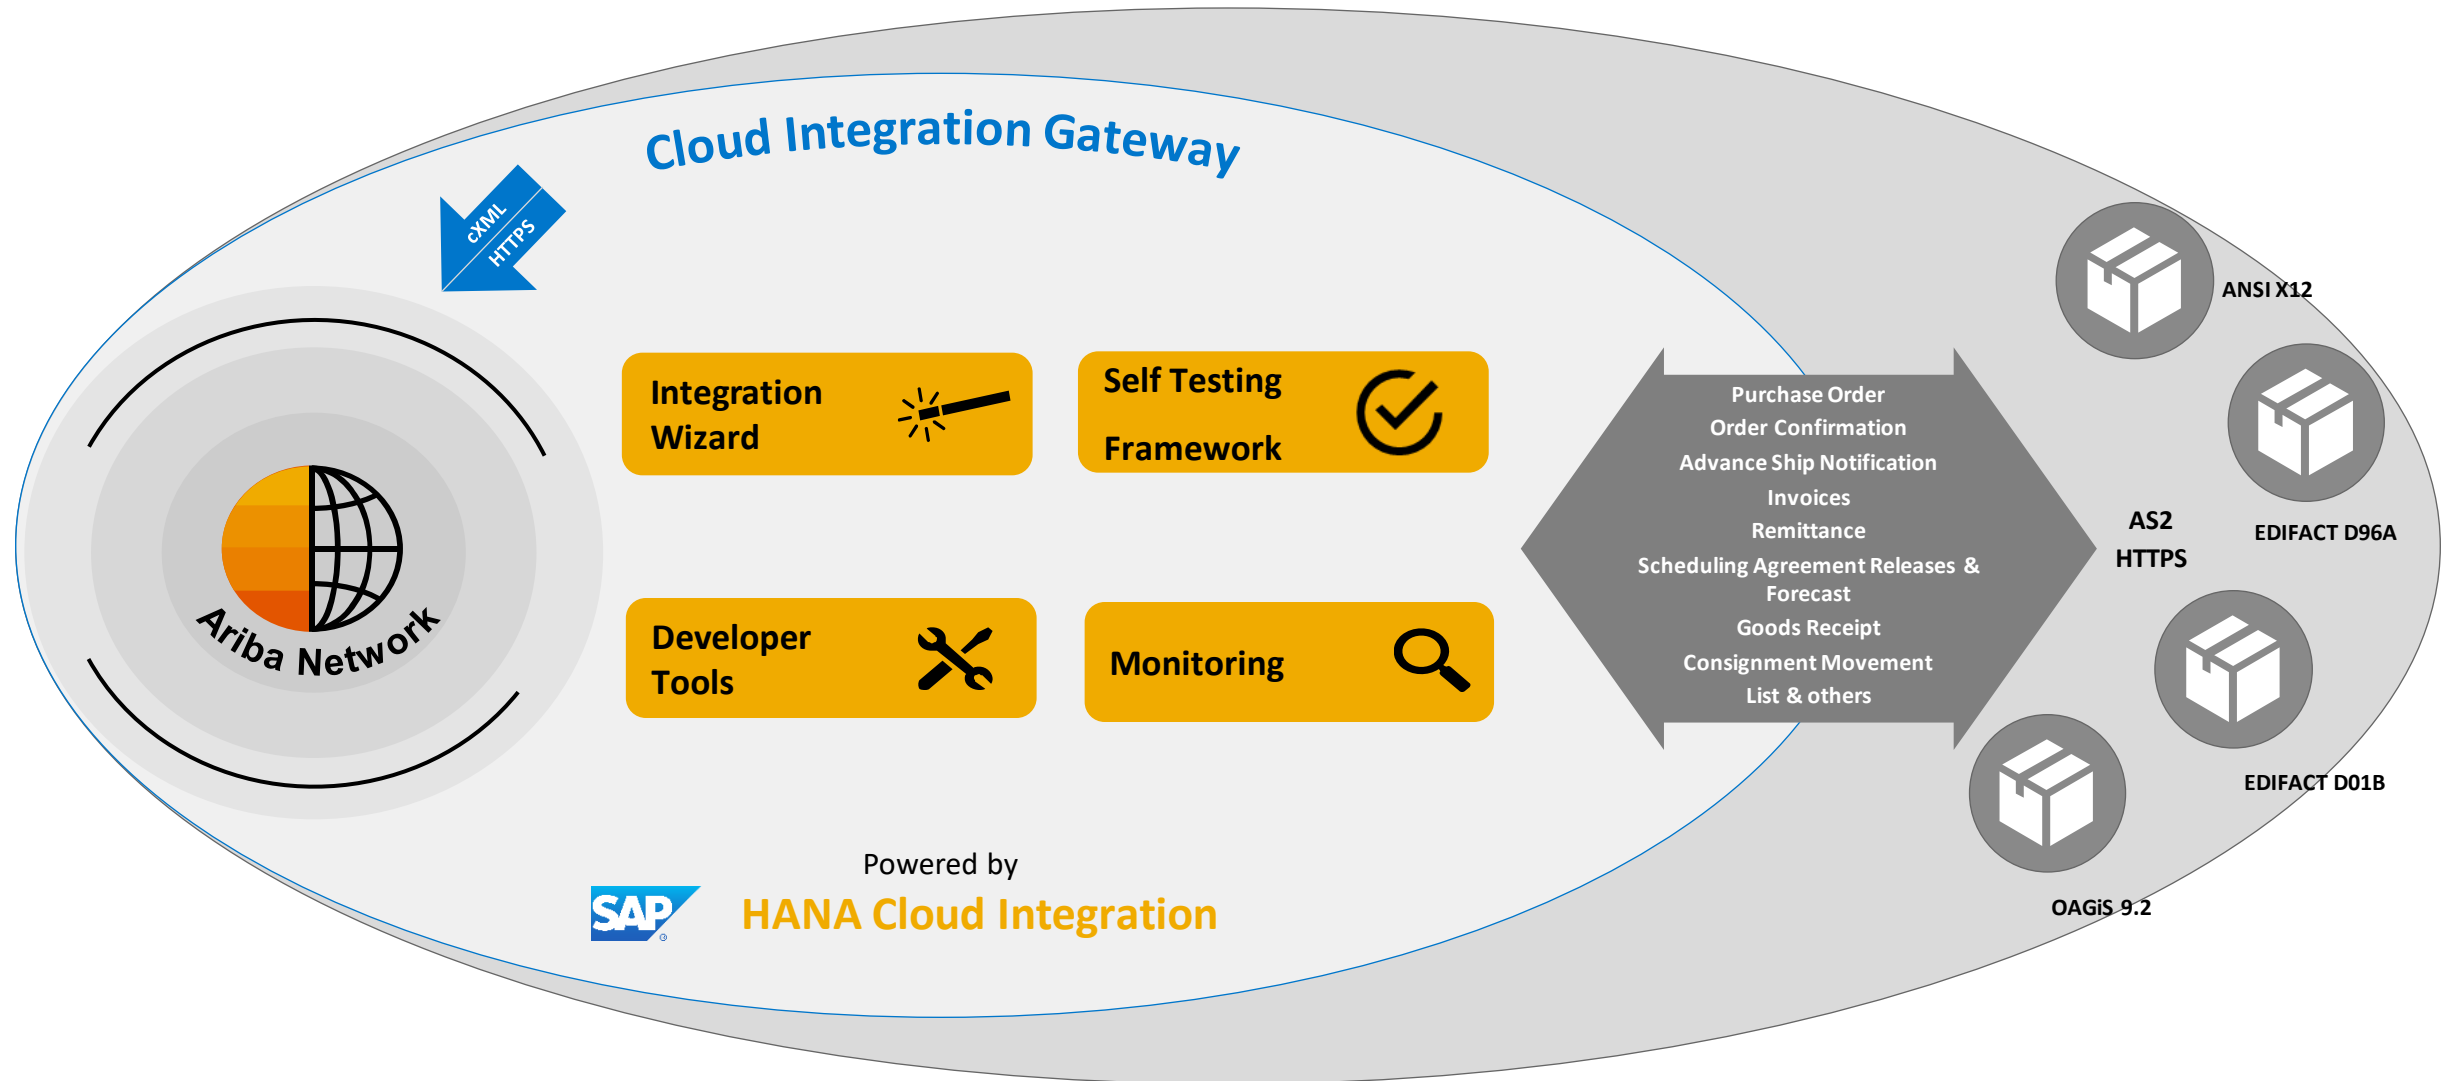 Cloud Integration Gateway
cXML
HTTPS
Ariba Network
Integration
Wizard
Self Testing
Framework
Developer
Tools
Monitoring
Powered by
SAP
HANA Cloud Integration
Purchase Order
Order Confirmation
Advance Ship Notification
Invoices
Remittance
Scheduling Agreement Releases &
Forecast
Goods Receipt
Consignment Movement
List & others
AS2
HTTPS
ANSI X12
EDIFACT D96A
EDIFACT D01B
OAGiS 9.2